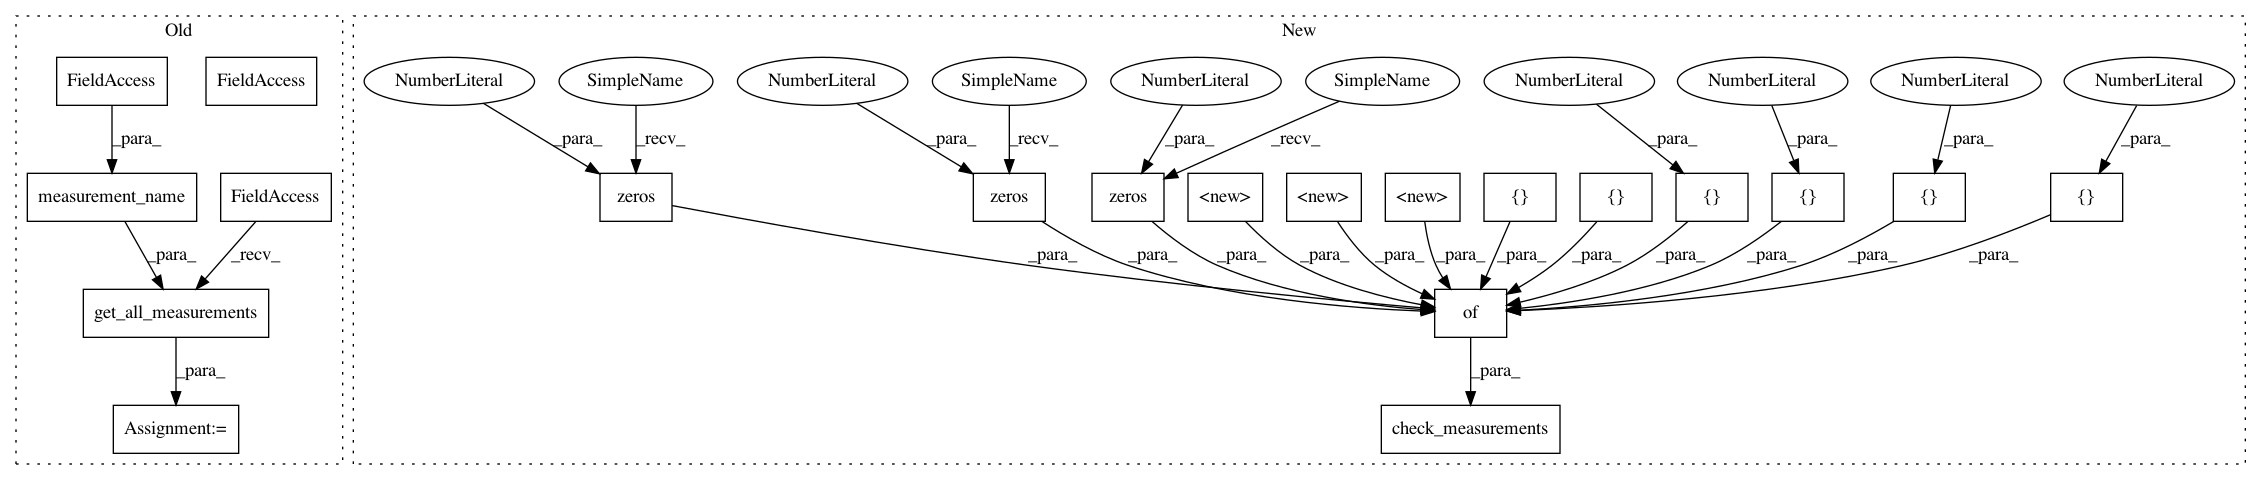 Old
New
FieldAccess
FieldAccess
NumberLiteral
SimpleName
NumberLiteral
SimpleName
NumberLiteral
SimpleName
NumberLiteral
NumberLiteral
NumberLiteral
NumberLiteral
_para_
_para_
_recv_
_para_
_recv_
_para_
_recv_
_para_
_para_
_para_
_para_
measurement_name
FieldAccess
zeros
zeros
zeros
<new>
<new>
<new>
{}
{}
{}
{}
{}
{}
_para_
_recv_
_para_
_para_
_para_
_para_
_para_
_para_
_para_
_para_
_para_
_para_
_para_
_para_
get_all_measurements
of
_para_
_para_
Assignment:=
check_measurements